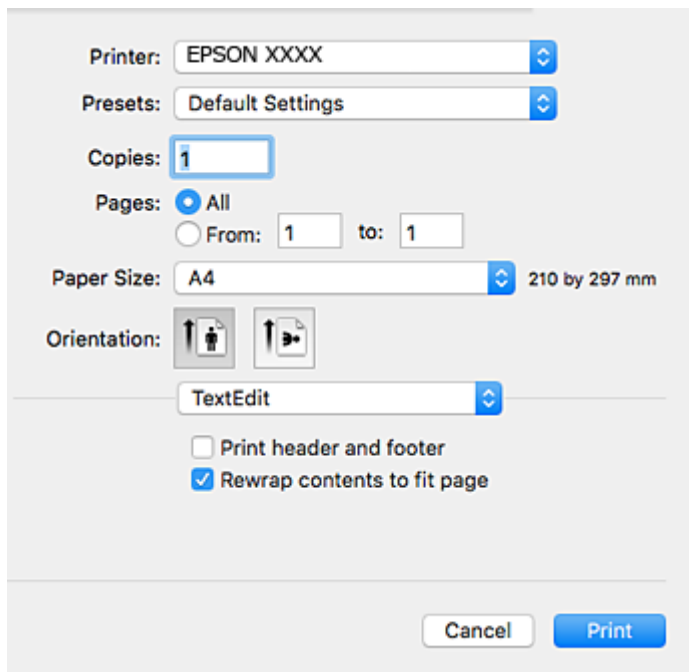 Printer: EPSON XXXX
Presets: Default Settings
Copies: 1
Pages: All
From: 1 to: 1
Paper Size: A4 210 by 297 mm
Orientation:
TextEdit
Print header and footer
Rewrap contents to fit page
Cancel Print